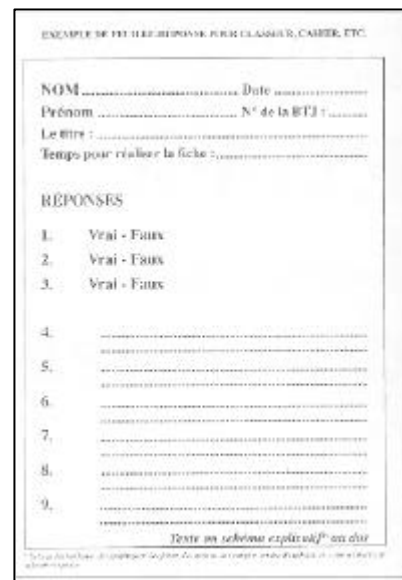 EXEMPLE DE FEUILLE-RÉPONSE POUR CLASSEUR, CAHIER, ETC.
NOM ........................ Date ........................
Prénom ........................ N° de la BTJ : ............
Le titre : ........................
Temps pour réaliser la fiche : ........................
RÉPONSES
1. Vrai - Faux
2. Vrai - Faux
3. Vrai - Faux
4. ........................
5. ........................
6. ........................
7. ........................
8. ........................
9. ........................
Texte ou schéma explicatif* au dos